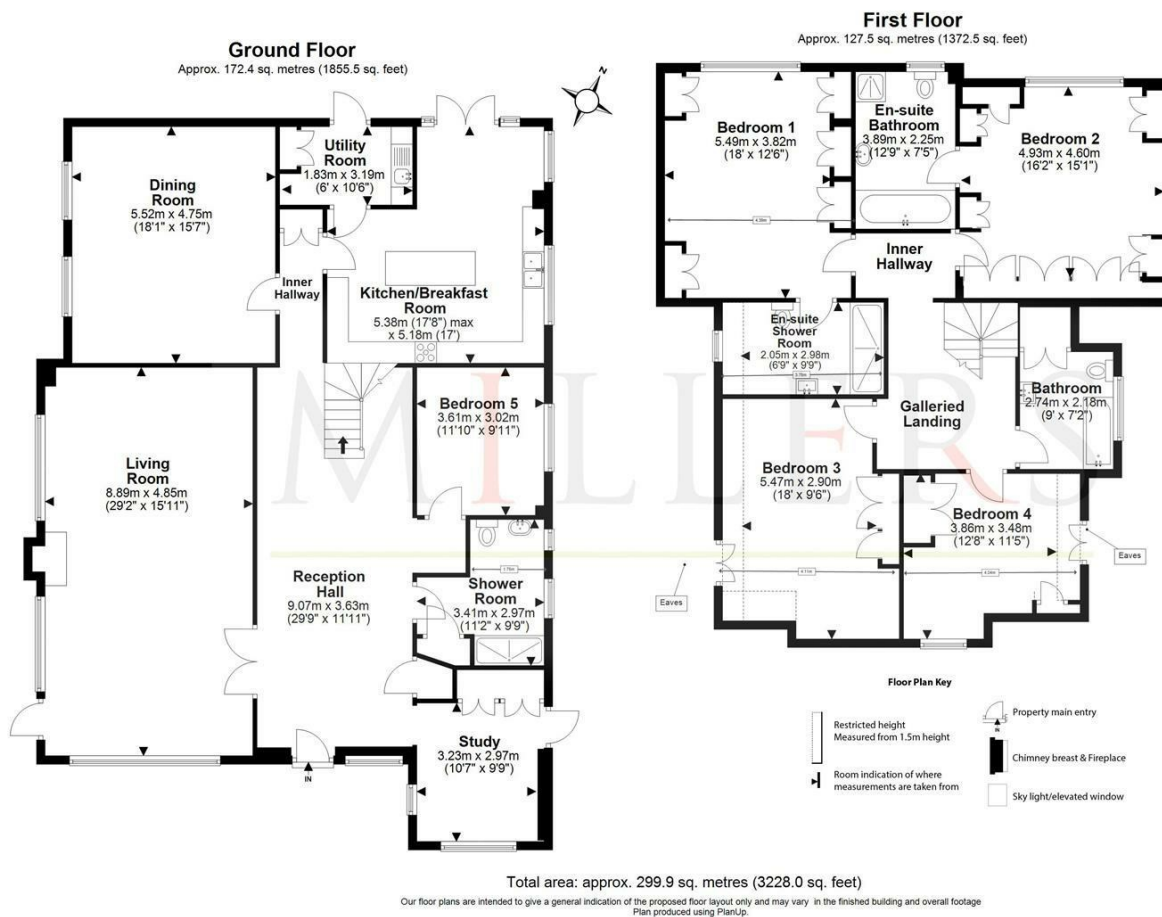 Ground Floor
Approx. 172.4 sq. metres (1855.5 sq. feet)
N
Utility
Room
1.83m x 3.19m
(6' x 10'6")
Dining
Room
5.52m x 4.75m
(18'1" x 15'7")
Inner
Hallway
Kitchen/Breakfast
Room
5.38m (17'8") max
x 5.18m (17')
Bedroom 5
3.61m x 3.02m
(11'10" x 9'11")
Living
Room
8.89m x 4.85m
(29'2" x 15'11")
Reception
Hall
9.07m x 3.63m
(29'9" x 11'11")
Shower
Room
3.41m x 2.97m
(11'2" x 9'9")
Study
3.23m x 2.97m
(10'7" x 9'9")
IN
First Floor
Approx. 127.5 sq. metres (1372.5 sq. feet)
Bedroom 1
5.49m x 3.82m
(18' x 12'6")
En-suite
Bathroom
3.89m x 2.25m
(12'9" x 7'5")
Bedroom 2
4.93m x 4.60m
(16'2" x 15'1")
Inner
Hallway
En-suite
Shower
Room
2.05m x 2.98m
(6'9" x 9'9")
Bathroom
2.74m x 2.18m
(9' x 7'2")
Galleried
Landing
Bedroom 3
5.47m x 2.90m
(18' x 9'6")
Bedroom 4
3.86m x 3.48m
(12'8" x 11'5")
Eaves
Eaves
MILLERS
Floor Plan Key
Restricted height
Measured from 1.5m height
Room indication of where
measurements are taken from
Property main entry
IN
Chimney breast & Fireplace
Sky light/elevated window
Total area: approx. 299.9 sq. metres (3228.0 sq. feet)
Our floor plans are intended to give a general indication of the proposed floor layout only and may vary in the finished building and overall footage
Plan produced using PlanUp.